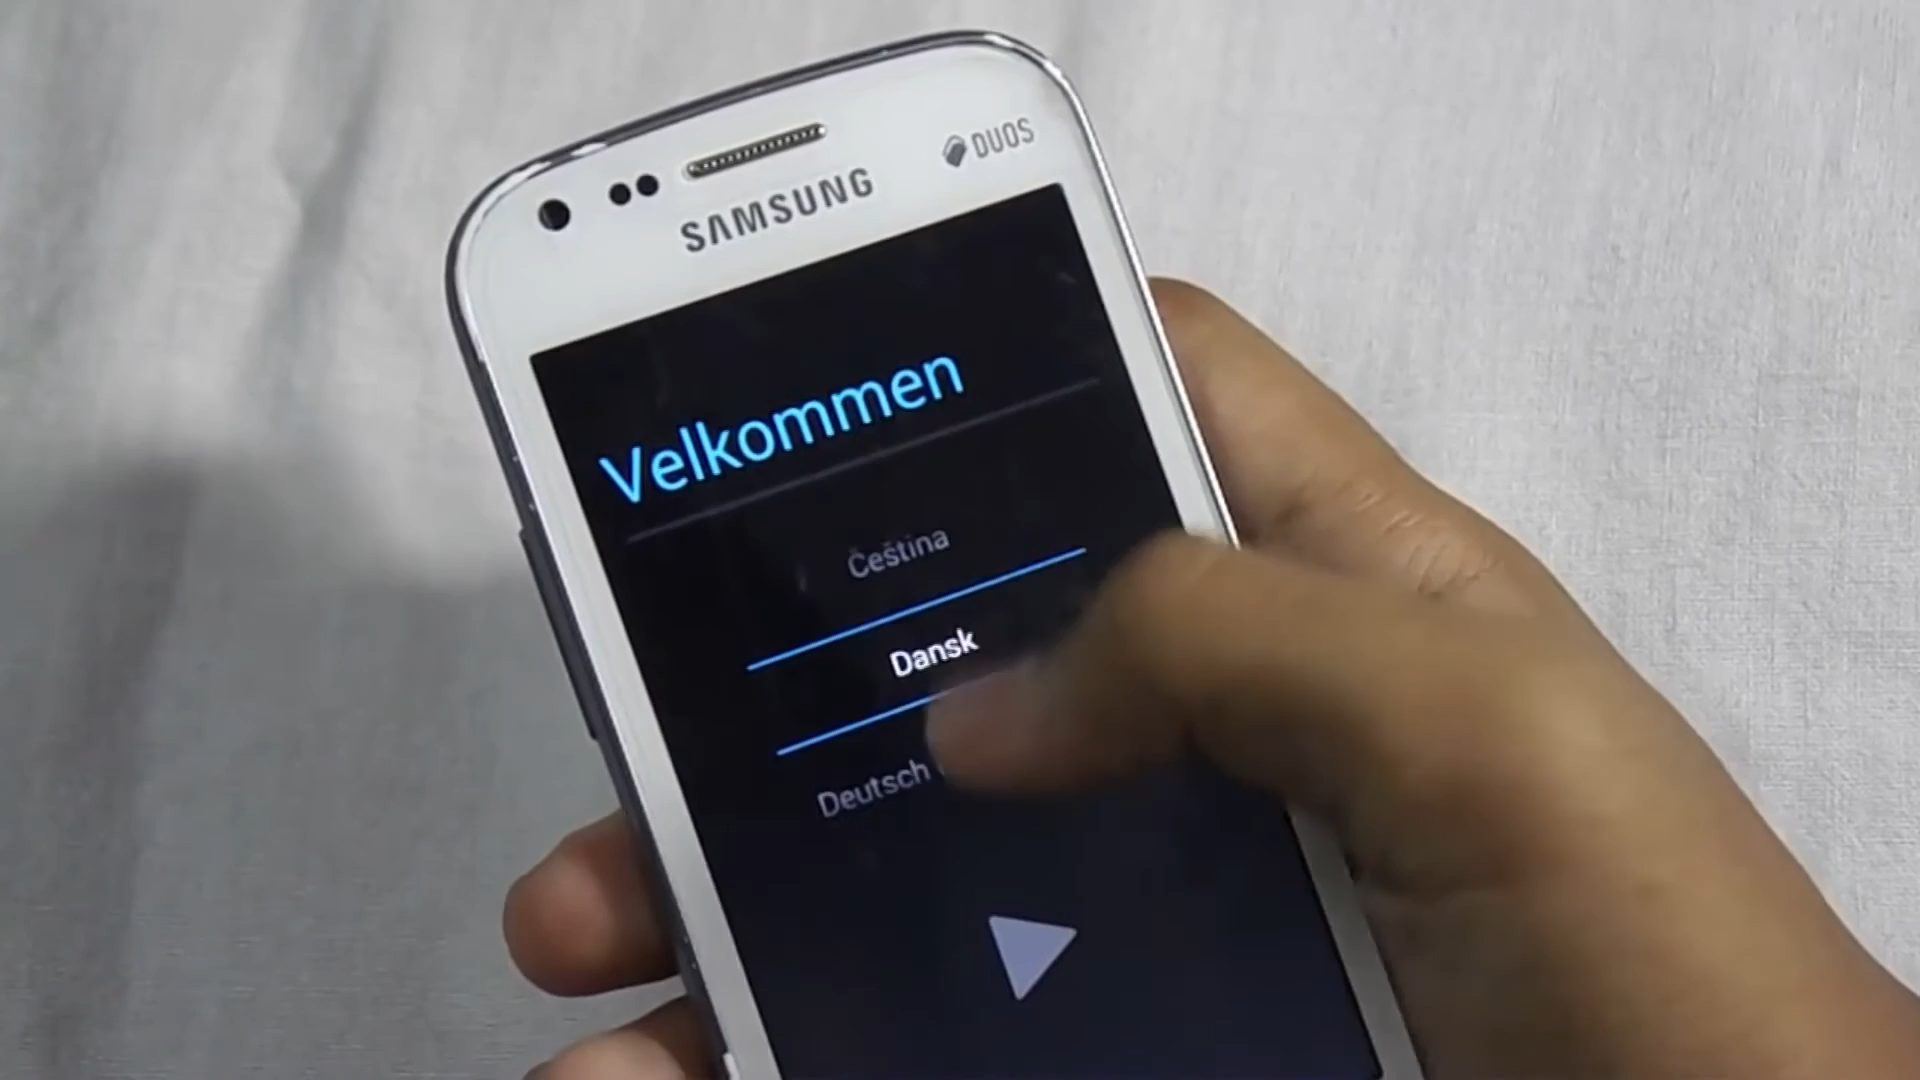 DUOS
SAMSUNG
Velkommen
Čeština
Dansk
Deutsch